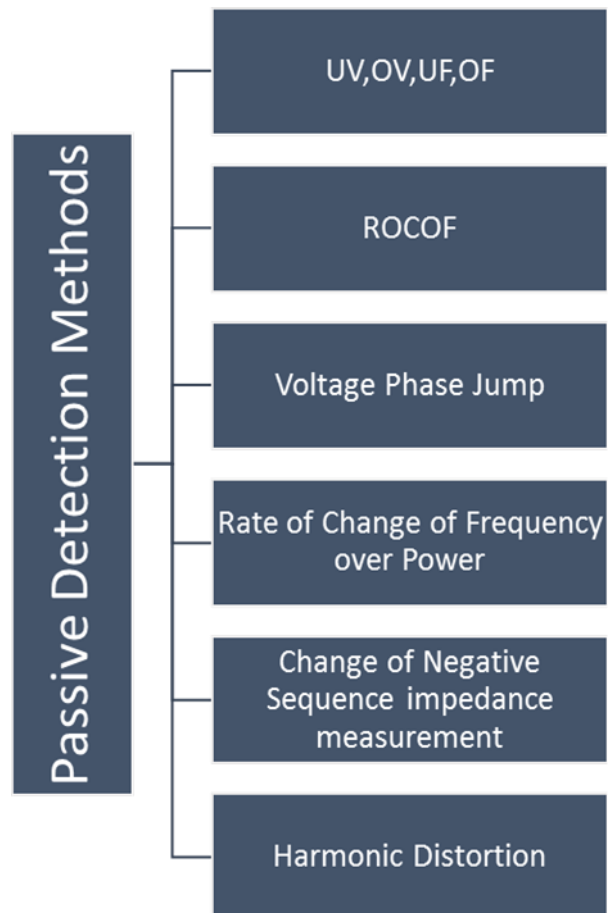 Passive Detection Methods
UV,OV,UF,OF
ROCOF
Voltage Phase Jump
Rate of Change of Frequency
over Power
Change of Negative
Sequence impedance
measurement
Harmonic Distortion